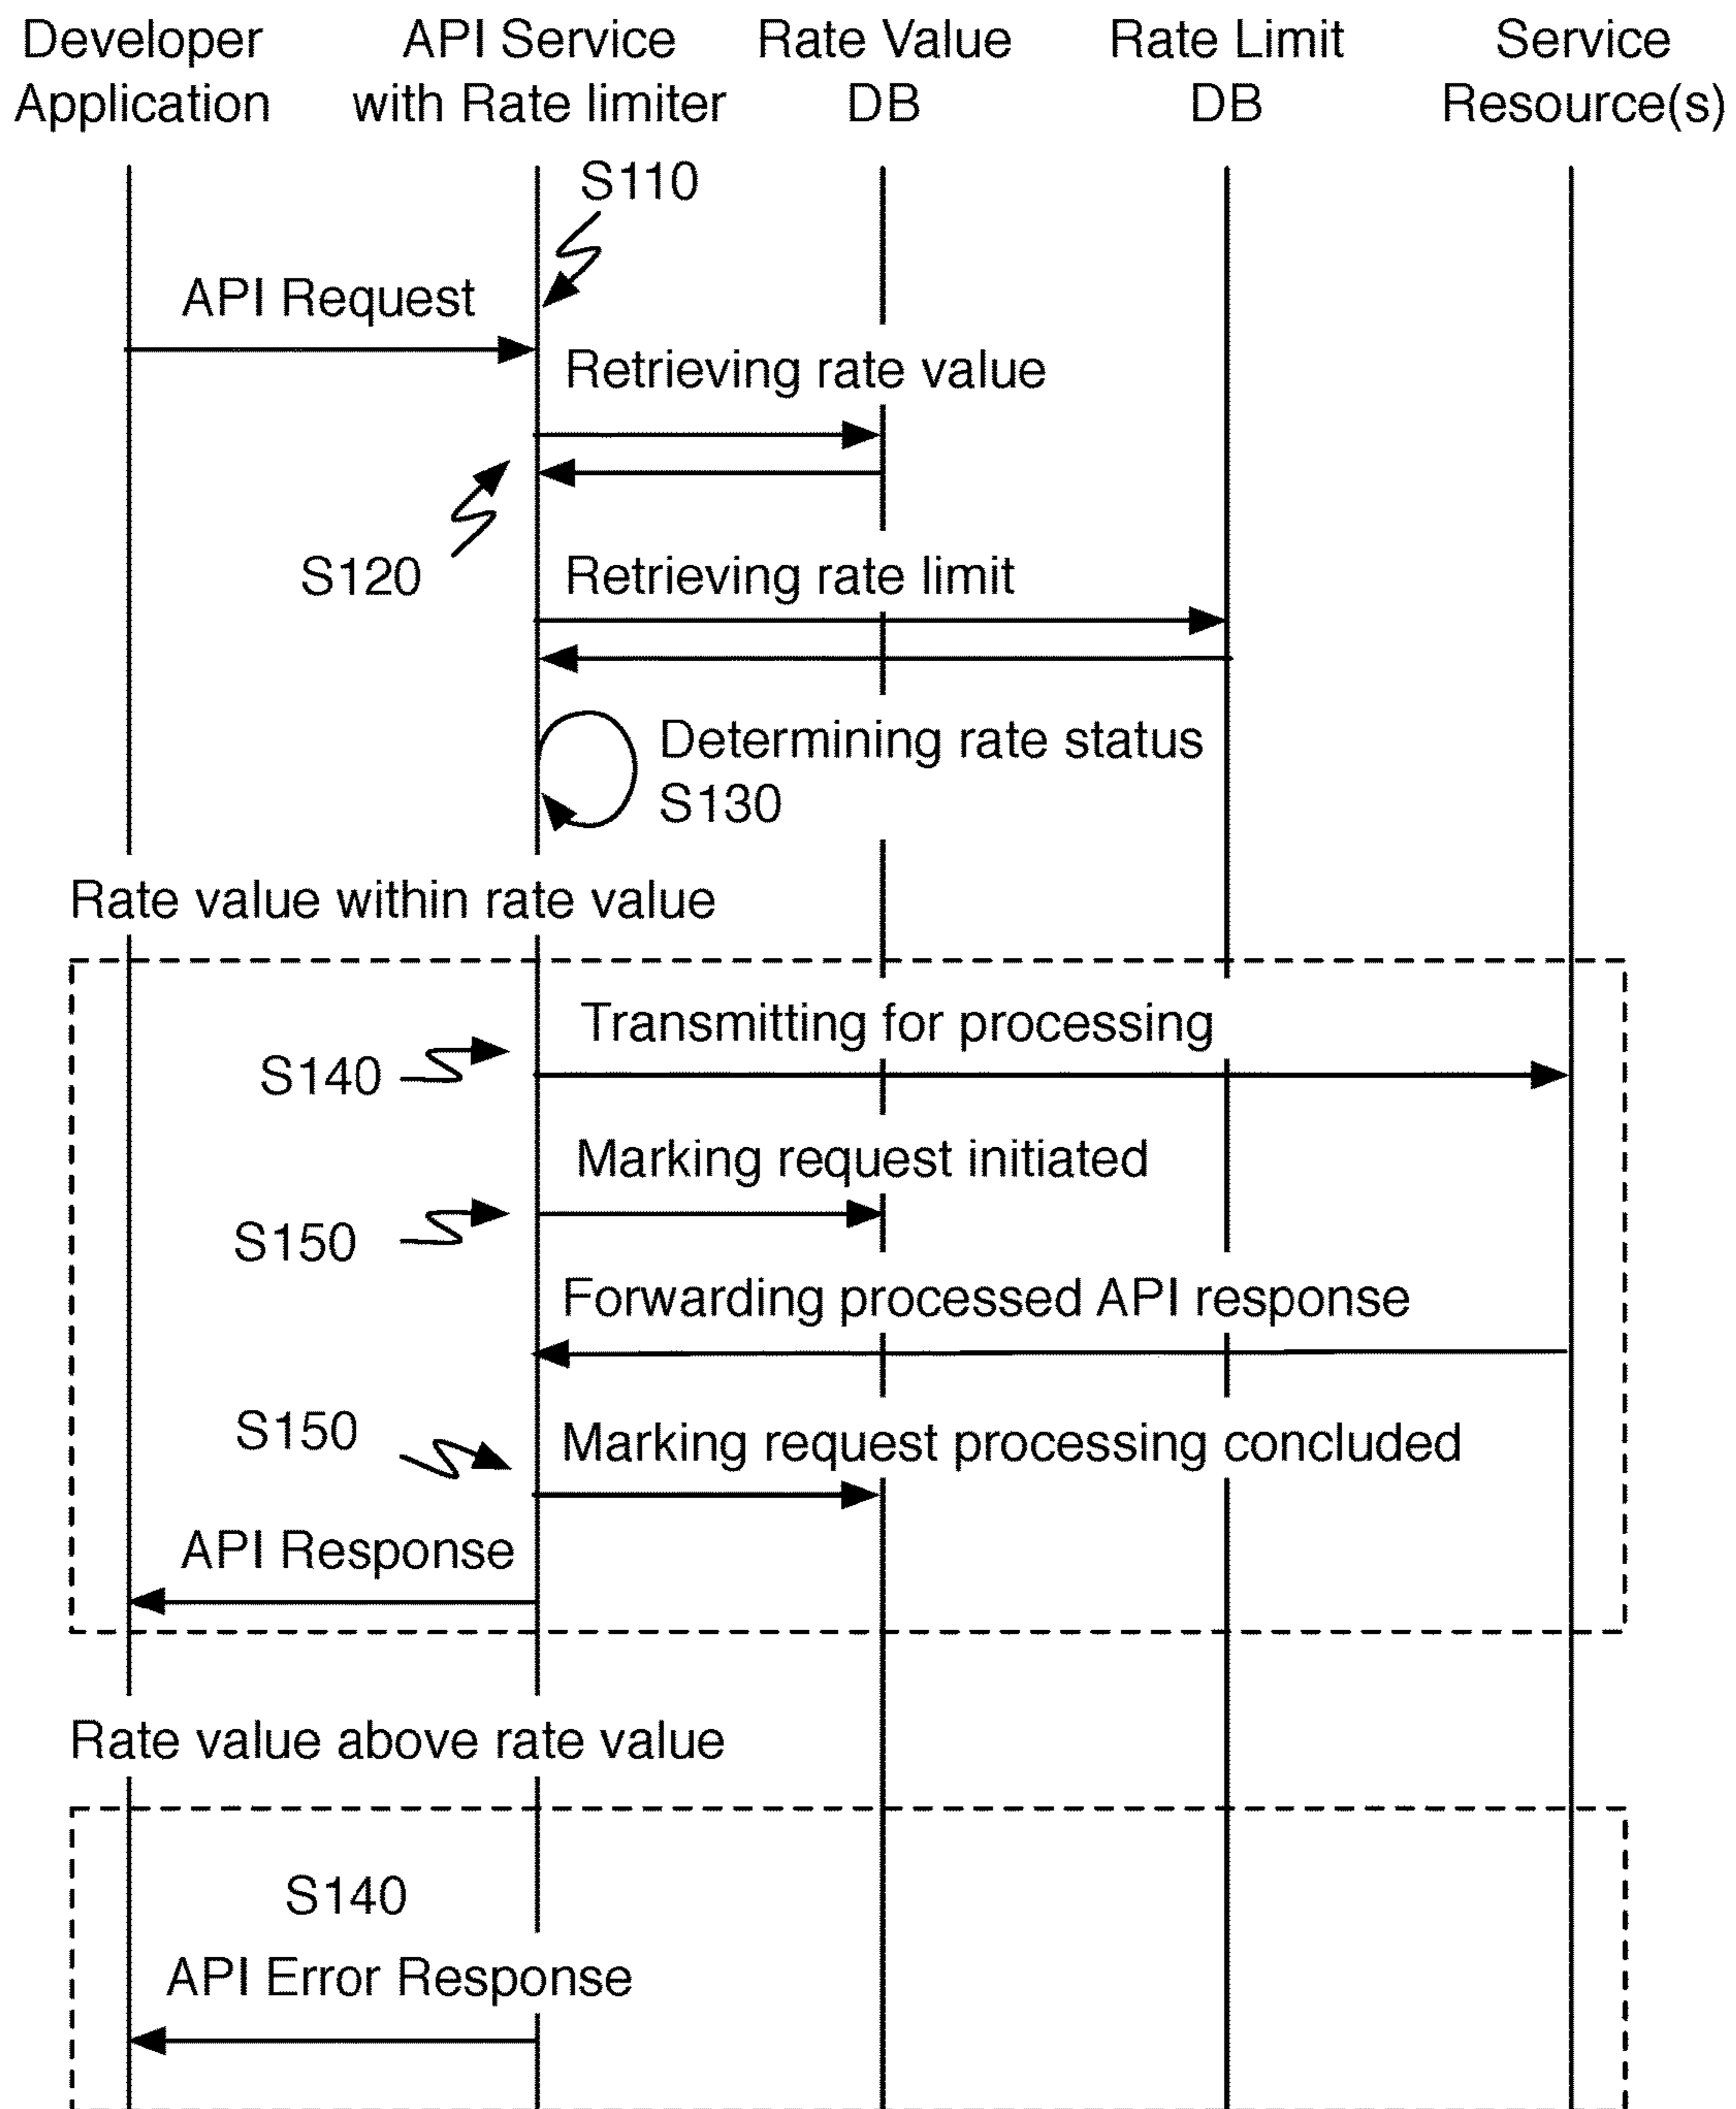 Developer
Application
API Service
with Rate limiter
Rate Value
DB
Rate Limit
DB
Service
Resource(s)
S110
API Request
Retrieving rate value
S120
Retrieving rate limit
Determining rate status
S130
Rate value within rate value
Transmitting for processing
S140
Marking request initiated
S150
Forwarding processed API response
S150
Marking request processing concluded
API Response
Rate value above rate value
S140
API Error Response